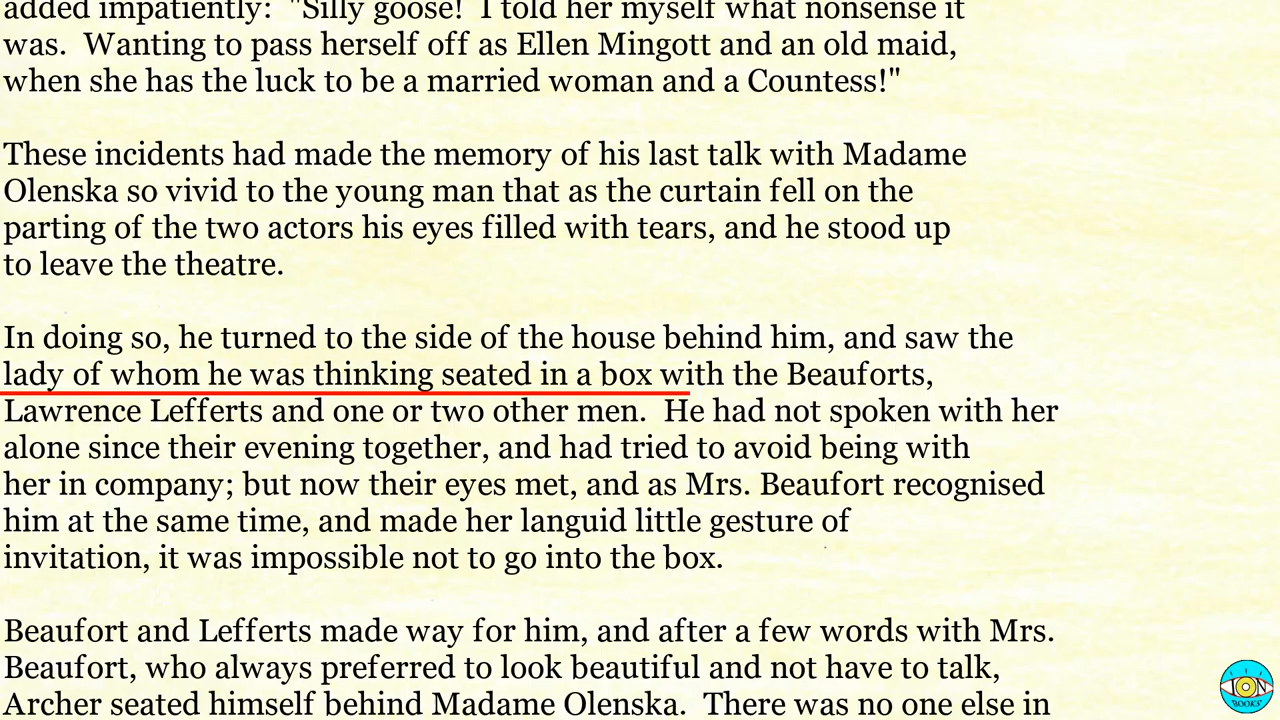 added impatiently:  "Silly goose!  I told her myself what nonsense it
was.  Wanting to pass herself off as Ellen Mingott and an old maid,
when she has the luck to be a married woman and a Countess!"
These incidents had made the memory of his last talk with Madame
Olenska so vivid to the young man that as the curtain fell on the
parting of the two actors his eyes filled with tears, and he stood up
to leave the theatre.
In doing so, he turned to the side of the house behind him, and saw the
lady of whom he was thinking seated in a box with the Beauforts,
Lawrence Lefferts and one or two other men.  He had not spoken with her
alone since their evening together, and had tried to avoid being with
her in company; but now their eyes met, and as Mrs. Beaufort recognised
him at the same time, and made her languid little gesture of
invitation, it was impossible not to go into the box.
Beaufort and Lefferts made way for him, and after a few words with Mrs.
Beaufort, who always preferred to look beautiful and not have to talk,
Archer seated himself behind Madame Olenska.  There was no one else in
ION
BOOKS